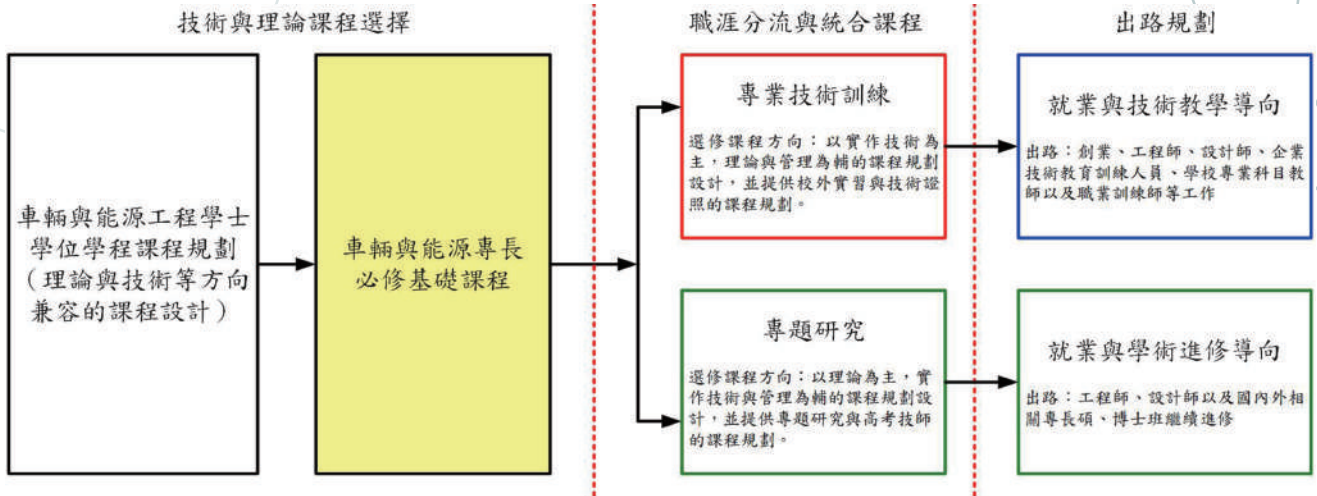 技術與理論課程選擇
職涯分流與統合課程
出路規劃
車輛與能源工程學士
學位學程課程規劃
(理論與技術等方向
兼容的課程設計)
車輛與能源專長
必修基礎課程
專業技術訓練
選修課程方向：以實作技術為
主，理論與管理為輔的課程規劃
設計，並提供校外實習與技術證
照的課程規劃。
就業與技術教學導向
出路：創業、工程師、設計師、企業
技術教育訓練人員、學校專業科目教
師以及職業訓練師等工作
專題研究
選修課程方向：以理論為主，實
作技術與管理為輔的課程規劃設
計，並提供專題研究與高考技師
的課程規劃。
就業與學術進修導向
出路：工程師、設計師以及國內外相
關專長碩、博士班繼續進修